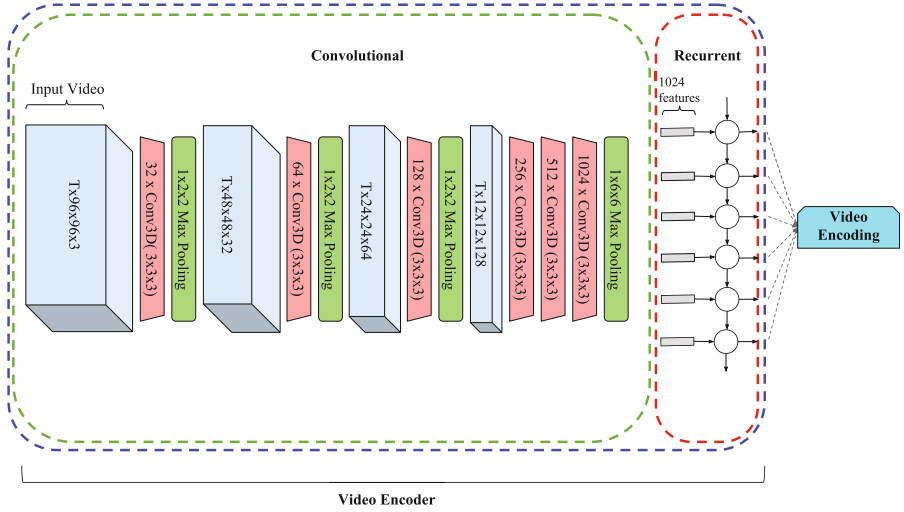 Convolutional
Recurrent
Input Video
1024
features
Tx96x96x3
32 x Conv3D( 3x3x3)
1x2x2 Max Pooling
Tx48x48x32
64 x Conv3D (3x3x3)
1x2x2 Max Pooling
Tx24x24x64
128 x Conv3D (3x3x3)
1x2x2 Max Pooling
Tx12x12x128
256 x Conv3D (3x3x3)
512 x Conv3D (3x3x3)
1024 x Conv3D (3x3x3)
1x6x6 Max Pooling
Video
Encoding
Video Encoder